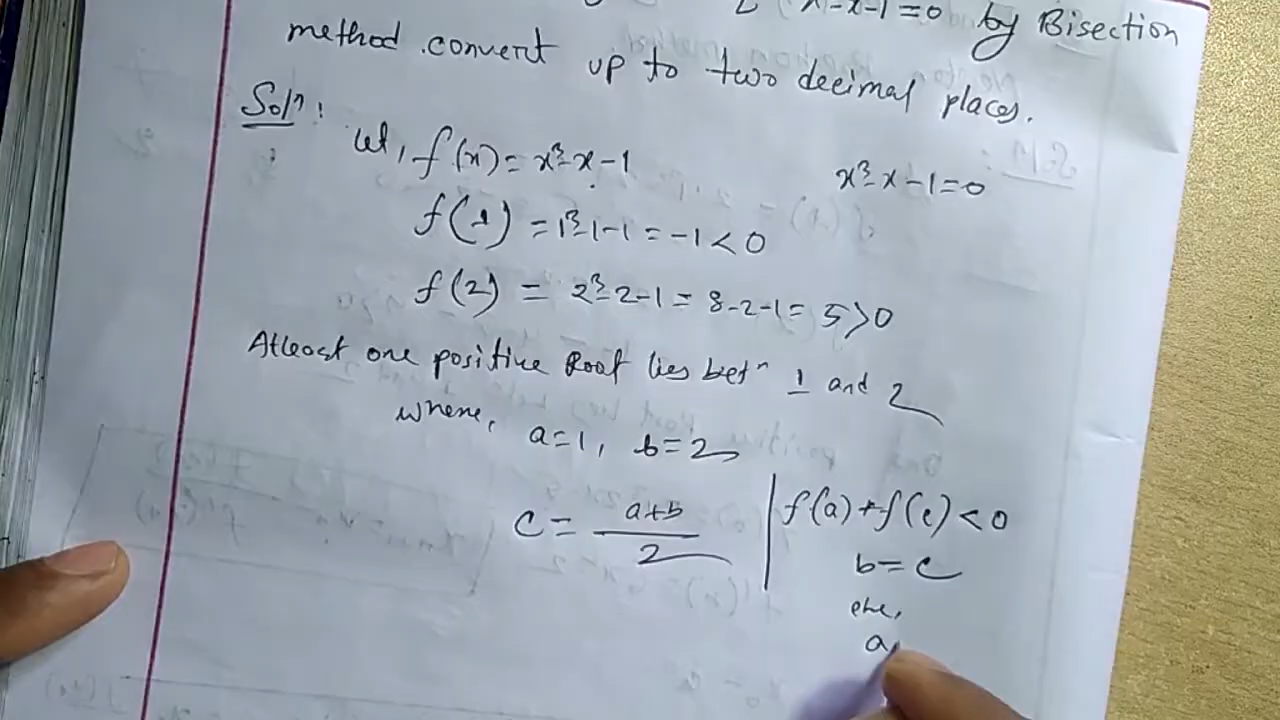 x³-x-1=0 by Bisection
method convert up to two decimal places.
Solⁿ:
Let, f(x) = x³-x-1
x³-x-1=0
f(1) = 1³-1-1 = -1<0
f(2) = 2³-2-1 = 8-2-1 = 5>0
Atleast one positive Root lies betⁿ 1 and 2
where,
a=1, b=2
c = a+b
2
f(a)*f(c)<0
b=c
else,
a